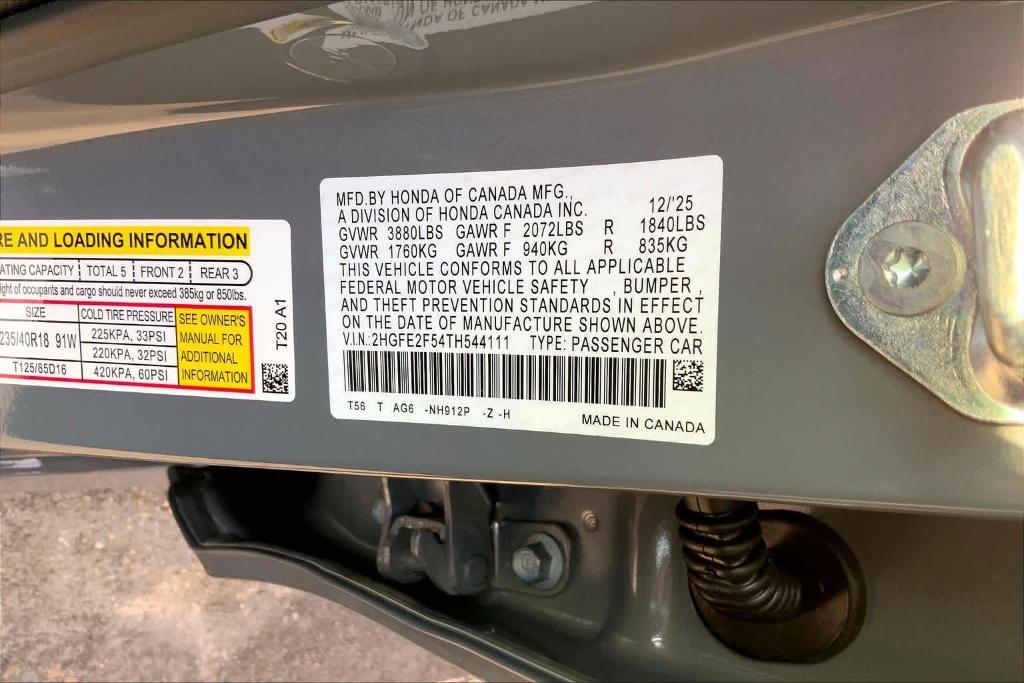 RE AND LOADING INFORMATION
ATING CAPACITY TOTAL 5 FRONT 2 REAR 3
ight of occupants and cargo should never exceed 385kg or 850lbs.
SIZE COLD TIRE PRESSURE SEE OWNER'S MANUAL FOR ADDITIONAL INFORMATION
235/40R18 91W 225KPA, 33PSI
220KPA, 32PSI
T125/85D16 420KPA, 60PSI
T20 A1
MFD.BY HONDA OF CANADA MFG.,
A DIVISION OF HONDA CANADA INC. 12/'25
GVWR 3880LBS GAWR F 2072LBS R 1840LBS
GVWR 1760KG GAWR F 940KG R 835KG
THIS VEHICLE CONFORMS TO ALL APPLICABLE
FEDERAL MOTOR VEHICLE SAFETY , BUMPER ,
AND THEFT PREVENTION STANDARDS IN EFFECT
ON THE DATE OF MANUFACTURE SHOWN ABOVE.
V.I.N.:2HGFE2F54TH544111 TYPE: PASSENGER CAR
T56 T AG6 -NH912P -Z -H
MADE IN CANADA